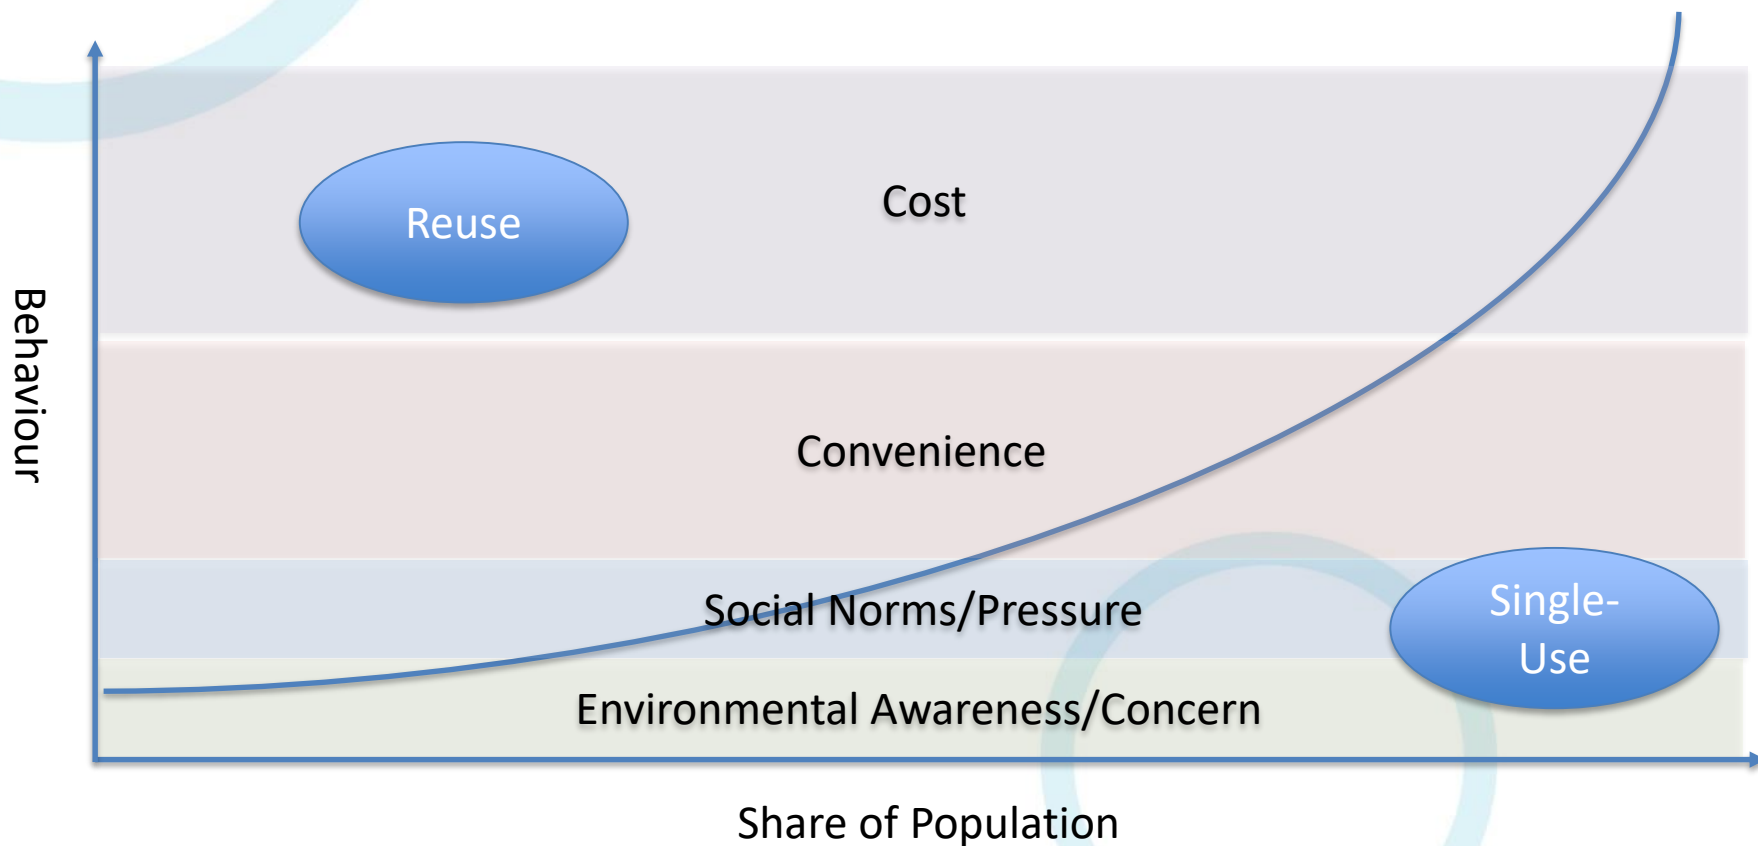 Cost
Reuse
Behaviour
Convenience
Social Norms/Pressure
Single-
Use
Environmental Awareness/Concern
Share of Population